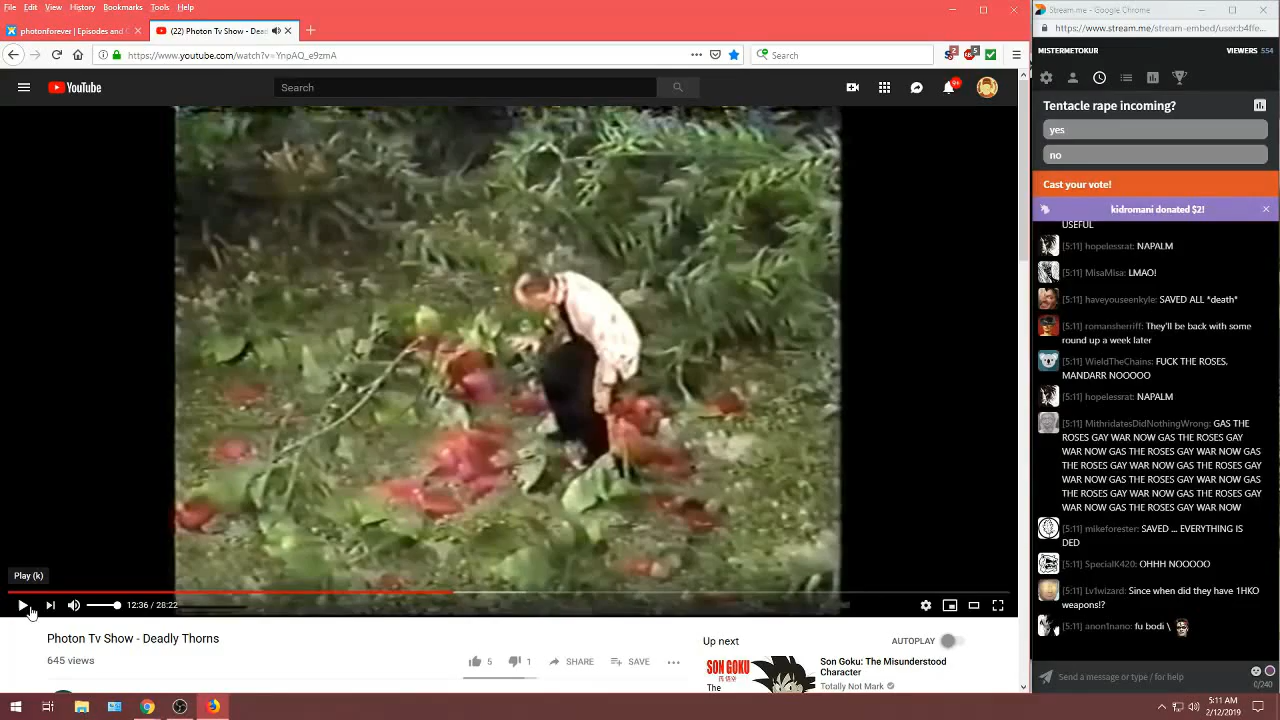 File Edit View History Bookmarks Tools Help
photonforever | Episodes and C
(22) Photon Tv Show - Dead
https://www.youtube.com/watch?v=YnpAQ_e9zmA
Search
2
5
YouTube
Search
9+
Play (k)
12:36 / 28:22
Photon Tv Show - Deadly Thorns
645 views
5
1
SHARE
SAVE
Up next
AUTOPLAY
SON GOKU
The
Son Goku: The Misunderstood
Character
Totally Not Mark
Stream.me - Google Chrome
https://www.stream.me/stream-embed/user:b4ffe...
MISTERMETOKUR
VIEWERS 554
Tentacle rape incoming?
yes
no
Cast your vote!
kidromani donated $2!
USEFUL
[5:11] hopelessrat: NAPALM
[5:11] MisaMisa: LMAO!
[5:11] haveyouseenkyle: SAVED ALL *death*
[5:11] romansherriff: They'll be back with some
round up a week later
[5:11] WieldTheChains: FUCK THE ROSES.
MANDARR NOOOOO
[5:11] hopelessrat: NAPALM
[5:11] MithridatesDidNothingWrong: GAS THE
ROSES GAY WAR NOW GAS THE ROSES GAY
WAR NOW GAS THE ROSES GAY WAR NOW GAS
THE ROSES GAY WAR NOW GAS THE ROSES
GAY WAR NOW GAS THE ROSES GAY WAR NOW
GAS THE ROSES GAY WAR NOW GAS THE ROSES
GAY WAR NOW GAS THE ROSES GAY WAR NOW
[5:11] mikeforester: SAVED ... EVERYTHING IS
DED
[5:11] SpecialK420: OHHH NOOOOO
[5:11] Lv1wizard: Since when did they have 1HKO
weapons!?
[5:11] anon1nano: fu bodi \
Send a message or type / for help
0/240
5:11 AM
2/12/2019